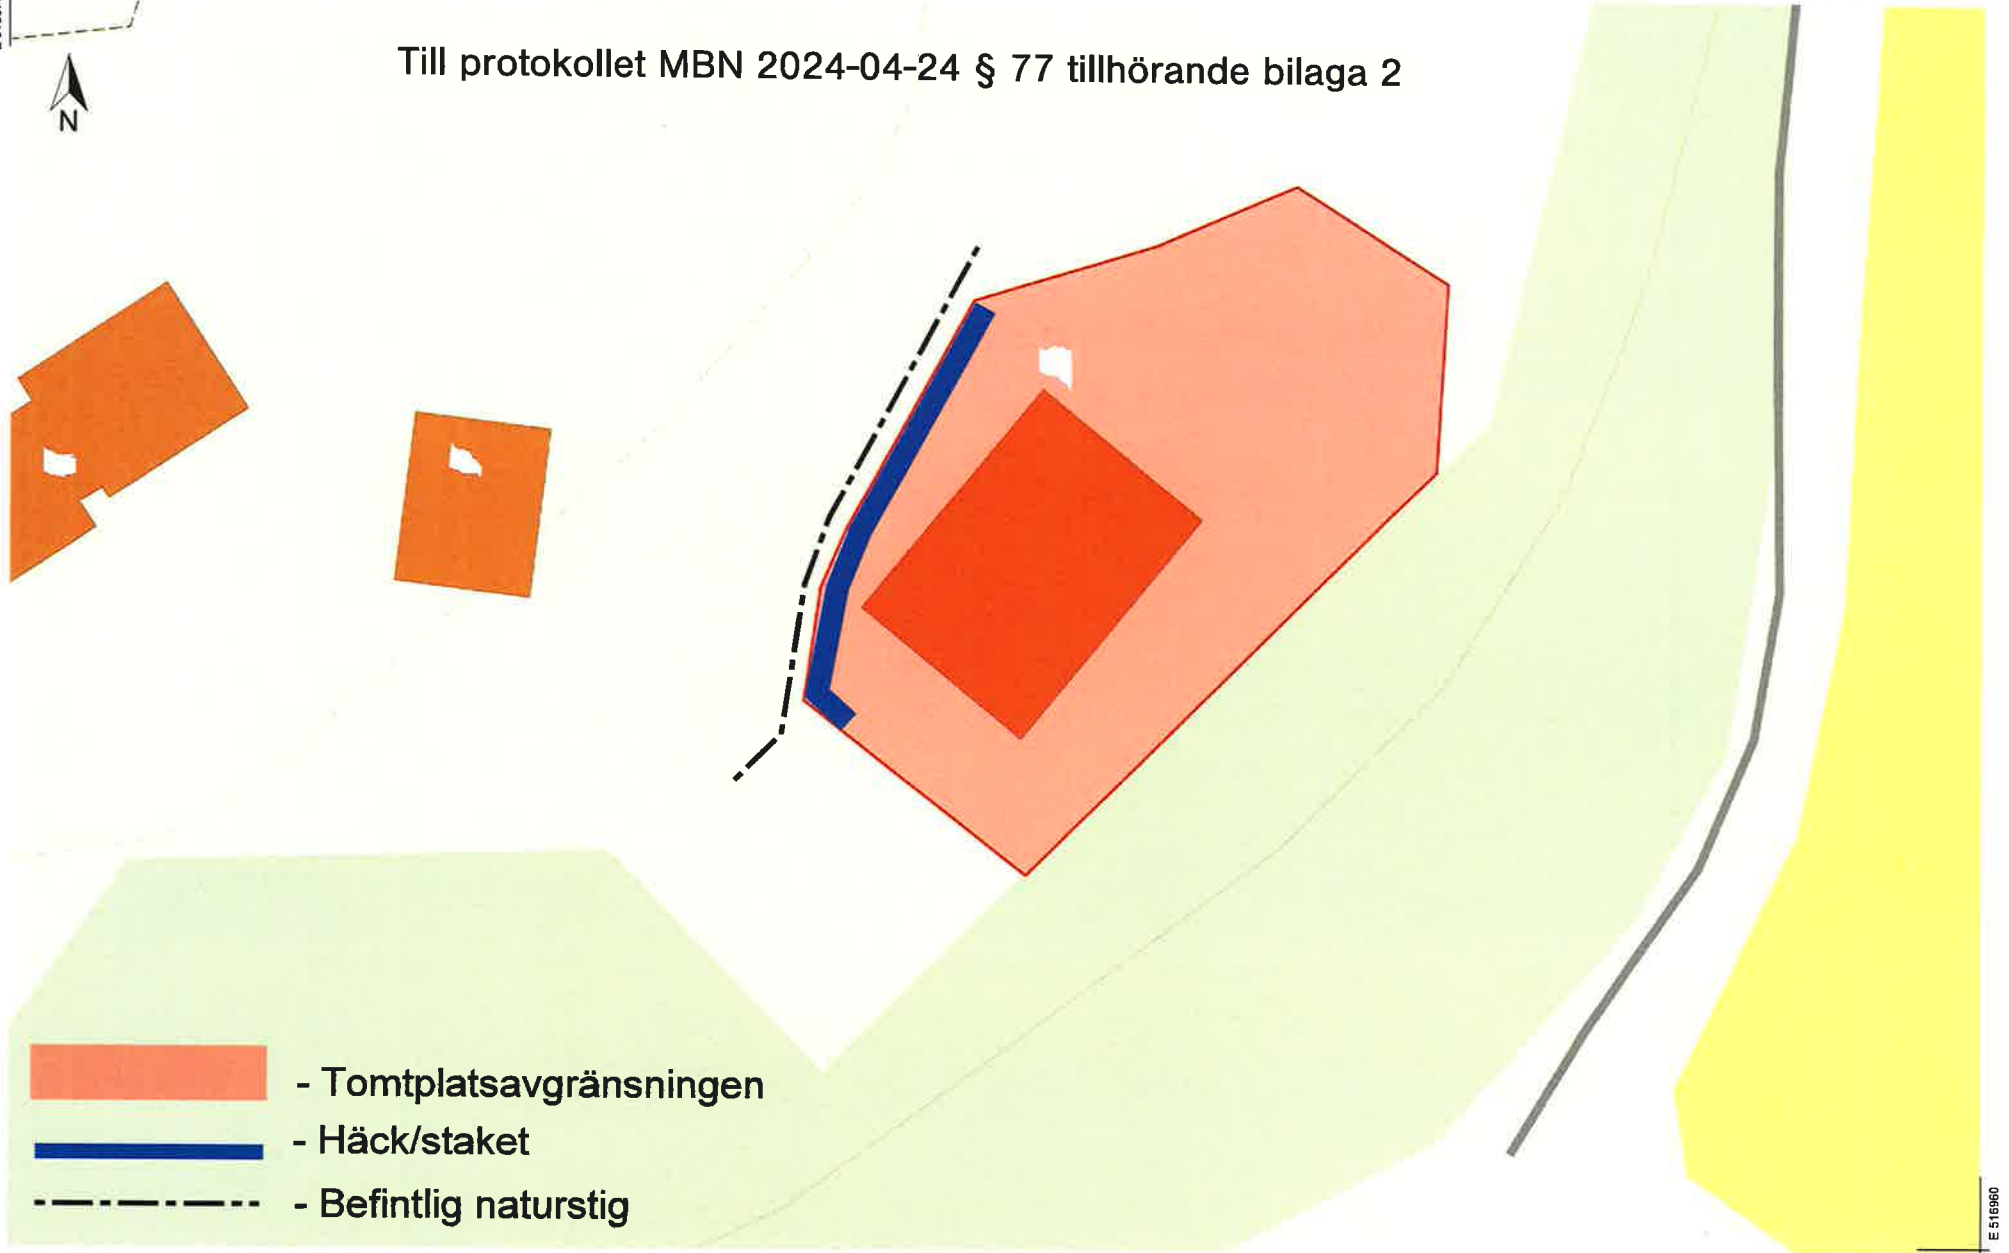 Till protokollet MBN 2024-04-24 § 77 tillhörande bilaga 2
N
- Tomtplatsavgränsningen
- Häck/staket
- Befintlig naturstig
E 516960